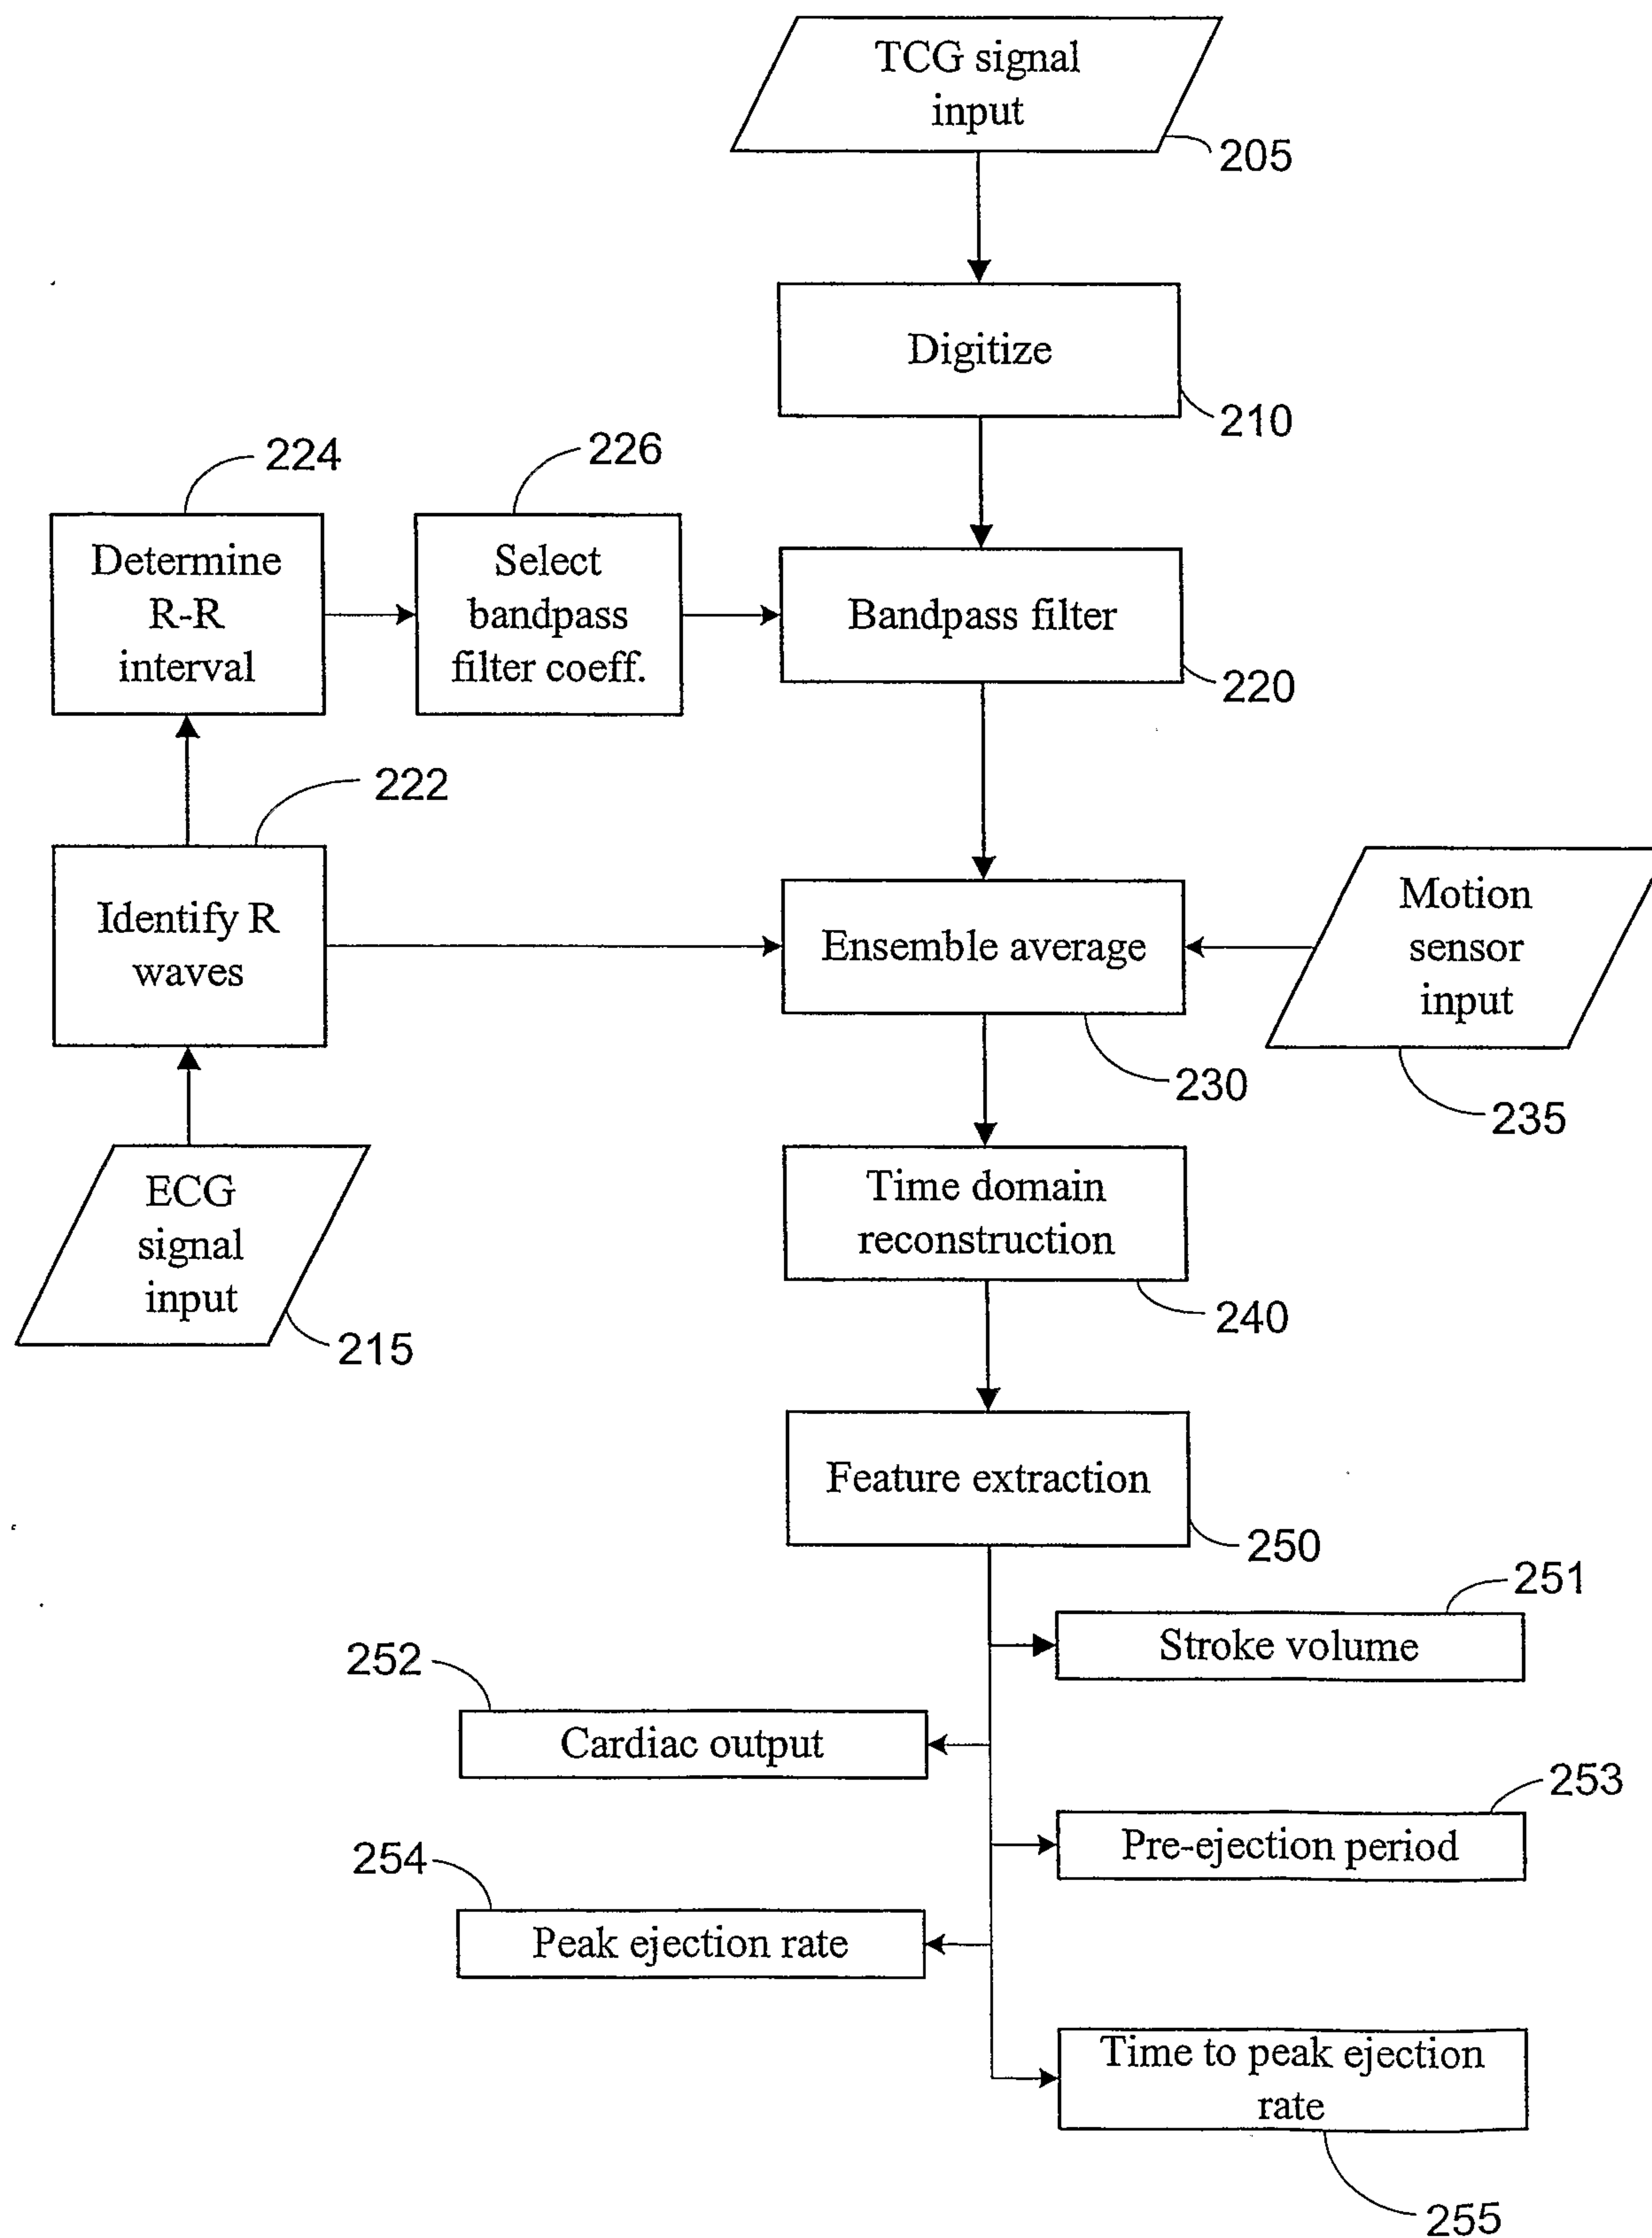 TCG signal
input
205
Digitize
210
224
226
Determine
R-R
interval
Select
bandpass
filter coeff.
Bandpass filter
220
222
Identify R
waves
Ensemble average
Motion
sensor
input
230
235
ECG
signal
input
215
Time domain
reconstruction
240
Feature extraction
250
251
Stroke volume
252
Cardiac output
253
Pre-ejection period
254
Peak ejection rate
Time to peak ejection
rate
255